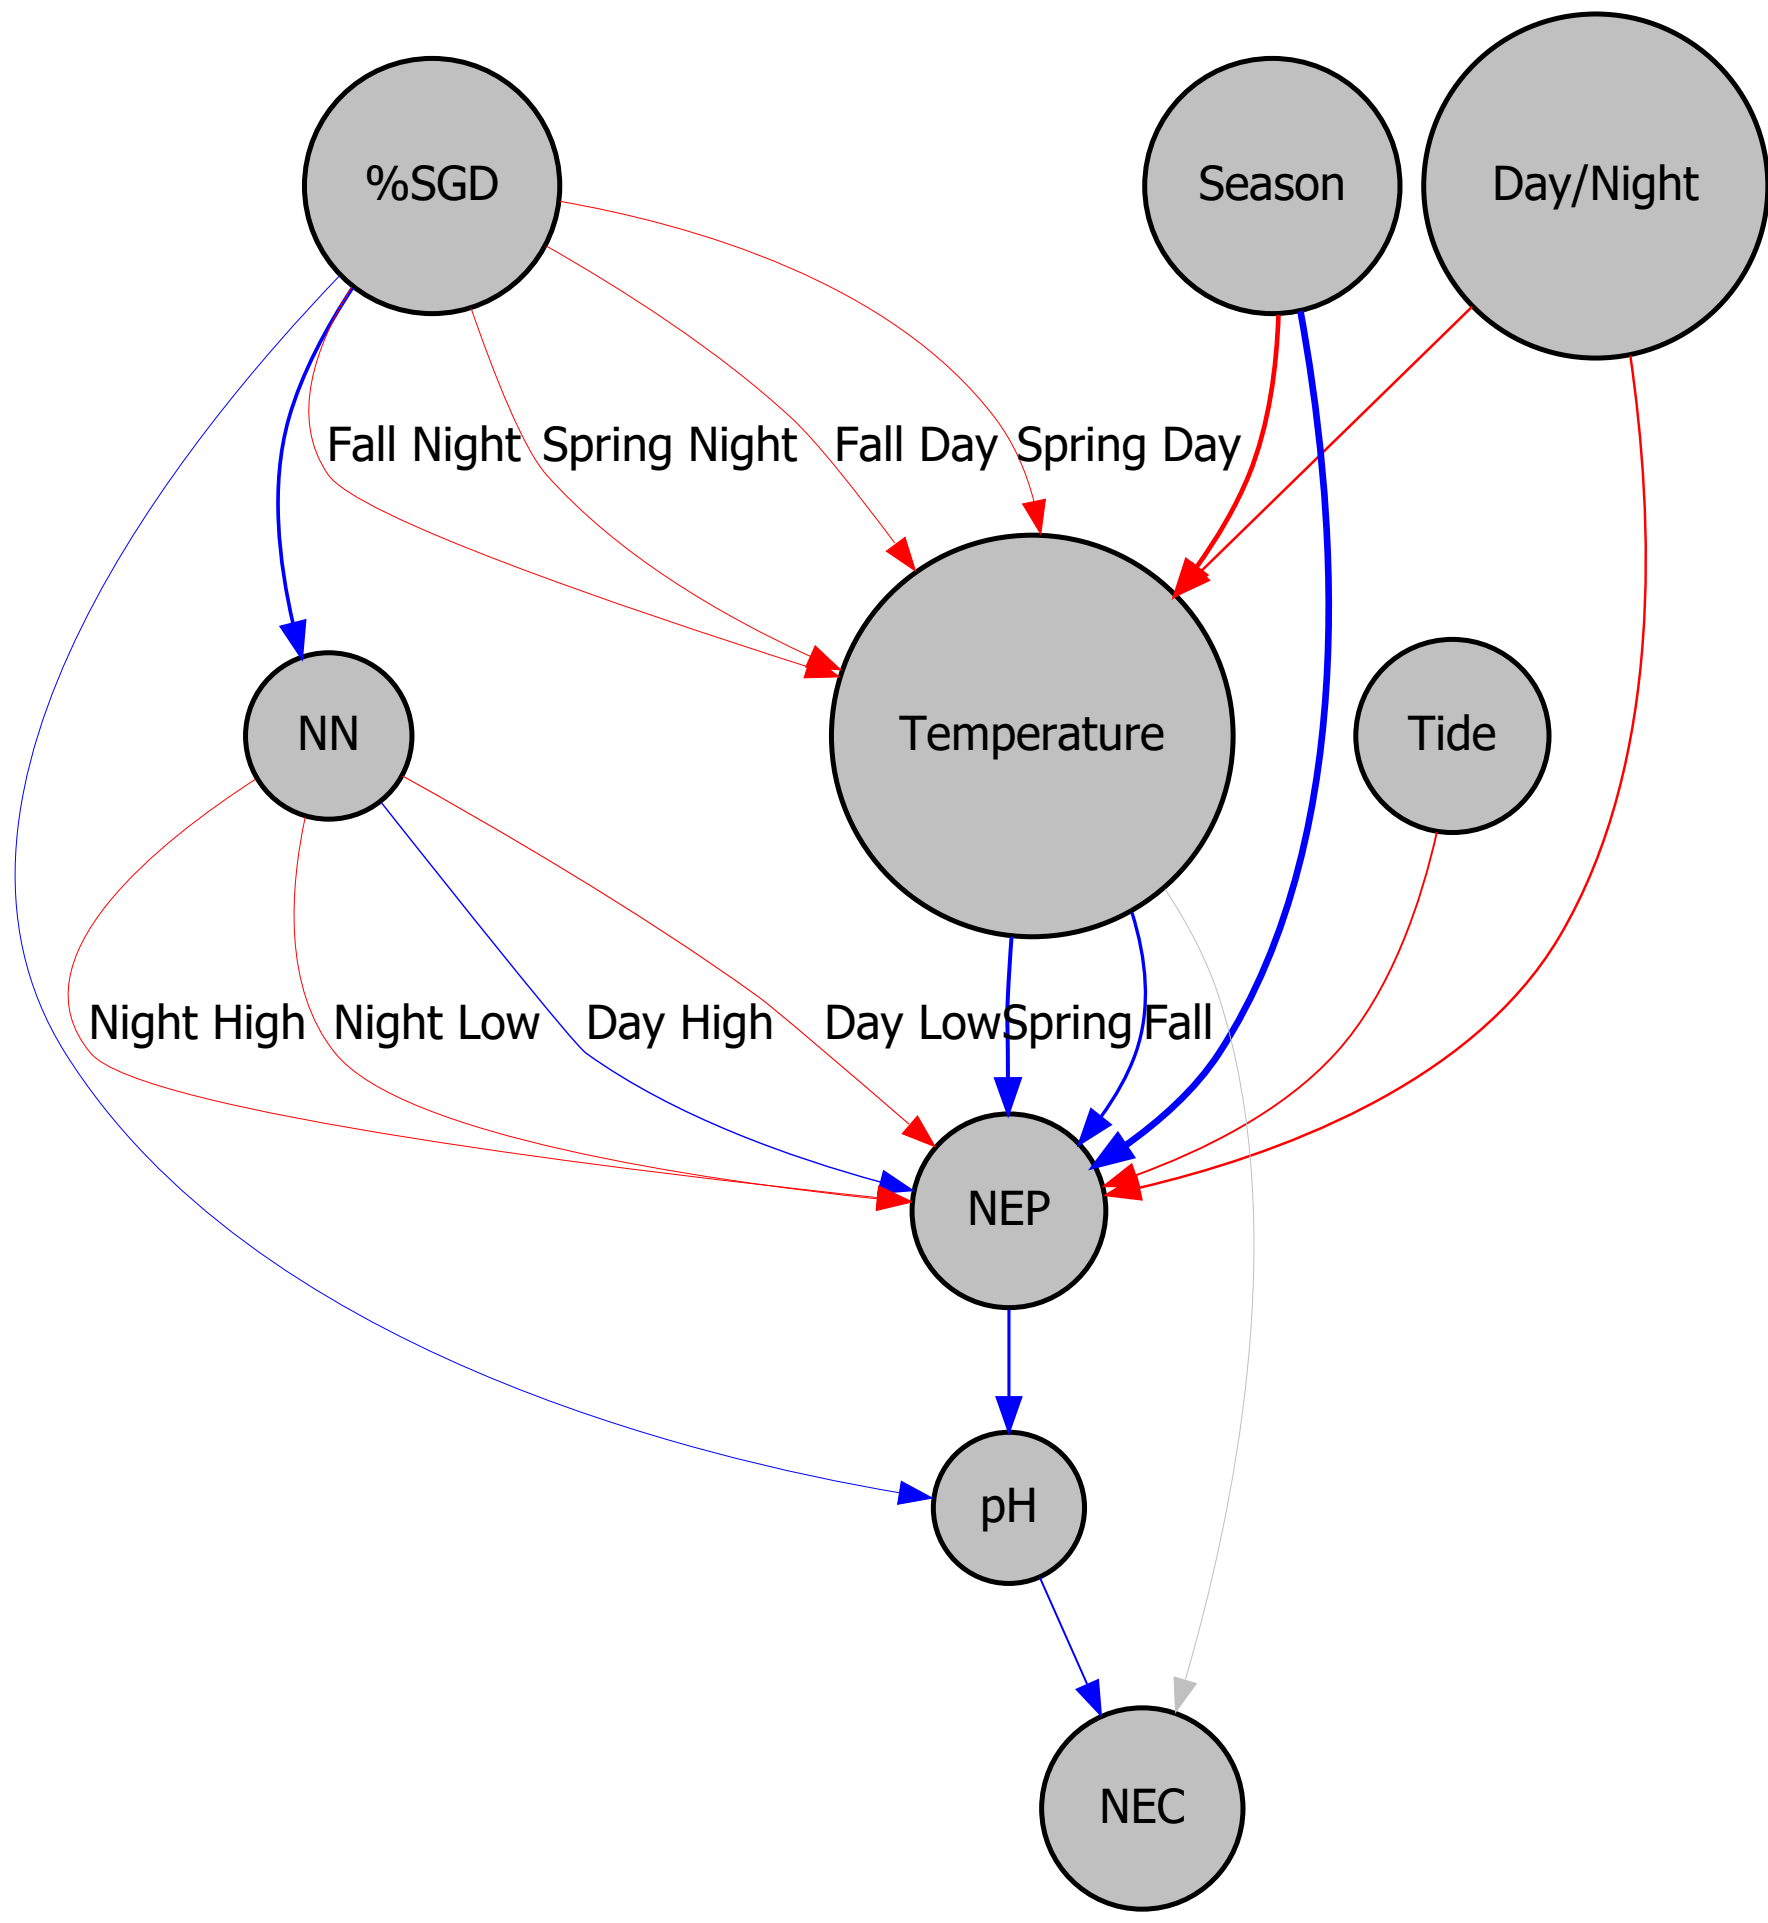 %SGD
Season
Day/Night
Fall Night
Spring Night
Fall Day
Spring Day
NN
Temperature
Tide
Night High
Night Low
Day High
Day Low
Spring
Fall
NEP
pH
NEC